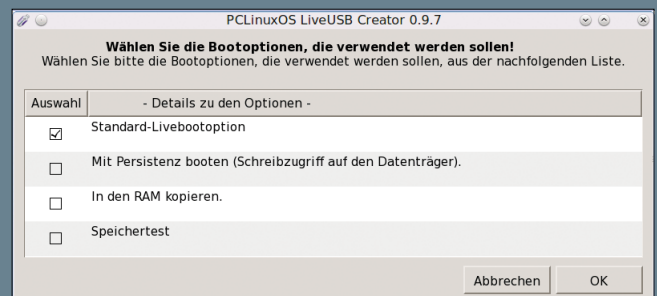 PCLinuxOS LiveUSB Creator 0.9.7
Wählen Sie die Bootoptionen, die verwendet werden sollen!
Wählen Sie bitte die Bootoptionen, die verwendet werden sollen, aus der nachfolgenden Liste.
Auswahl - Details zu den Optionen -
Standard-Livebootoption
Mit Persistenz booten (Schreibzugriff auf den Datenträger).
In den RAM kopieren.
Speichertest
Abbrechen OK